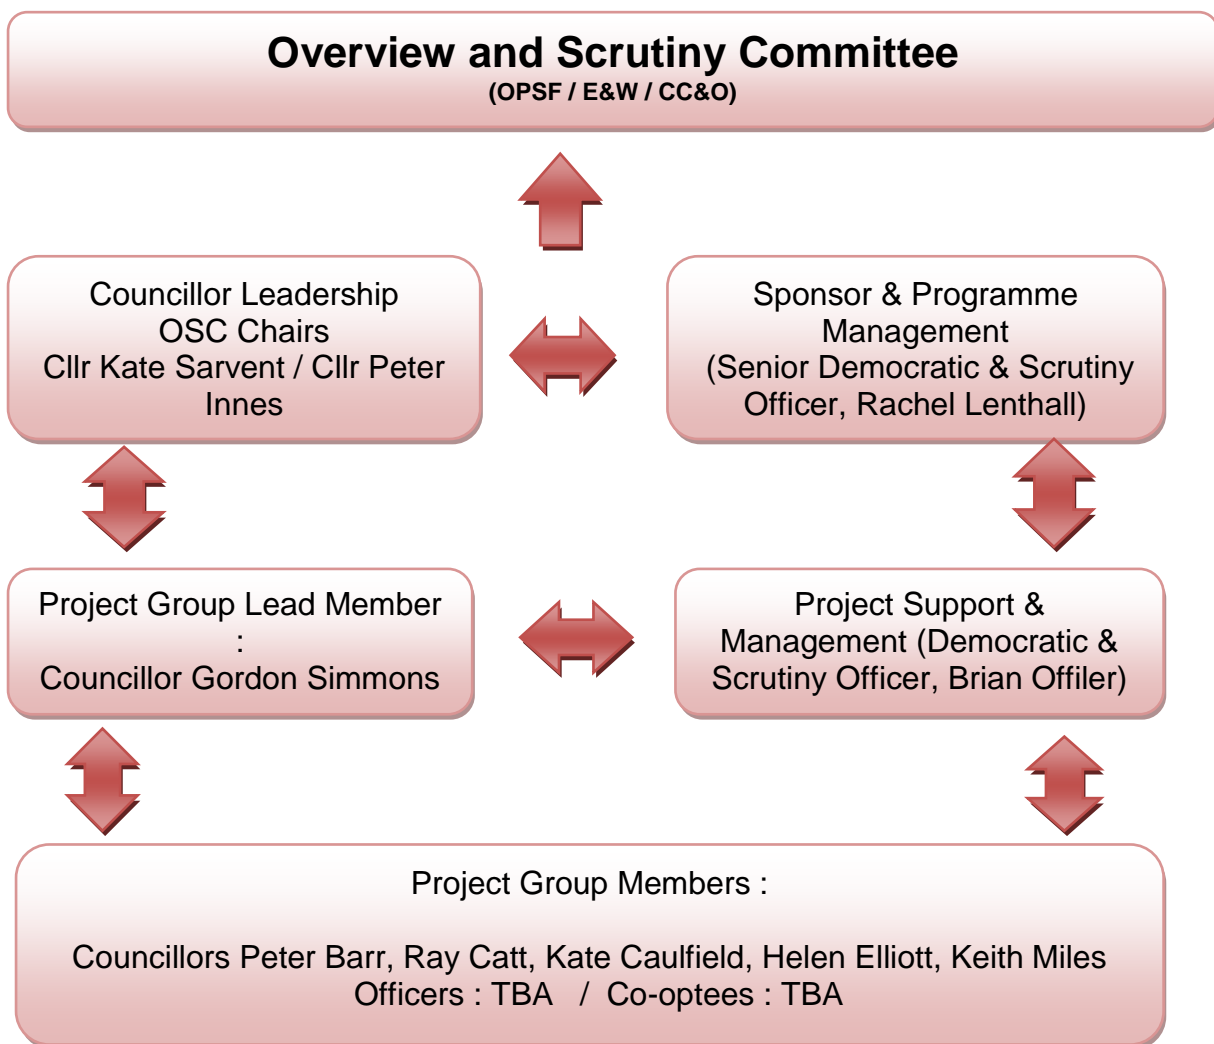 Overview and Scrutiny Committee
(OPSF / E&W / CC&O)
Councillor Leadership
OSC Chairs
Cllr Kate Sarvent / Cllr Peter
Innes
Sponsor & Programme
Management
(Senior Democratic & Scrutiny
Officer, Rachel Lenthall)
Project Group Lead Member
:
Councillor Gordon Simmons
Project Support &
Management (Democratic &
Scrutiny Officer, Brian Offiler)
Project Group Members :
Councillors Peter Barr, Ray Catt, Kate Caulfield, Helen Elliott, Keith Miles
Officers : TBA / Co-optees : TBA